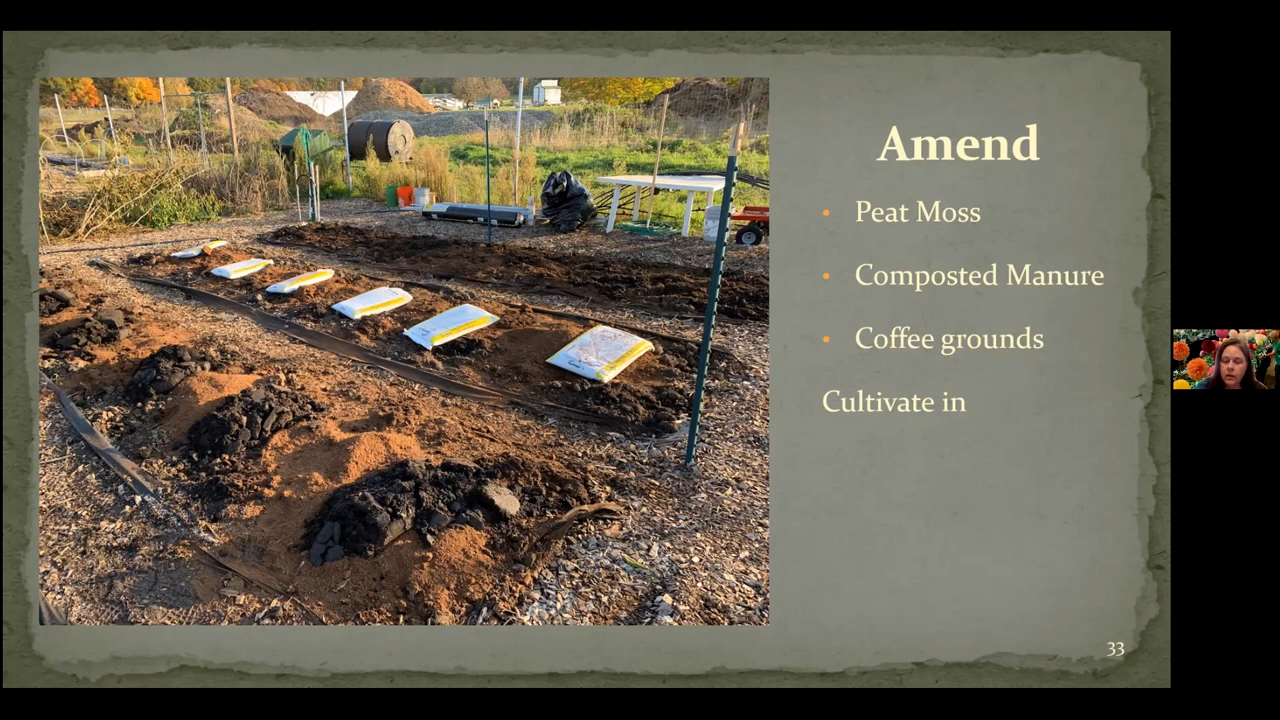 Amend
• Peat Moss
• Composted Manure
• Coffee grounds
Cultivate in
33